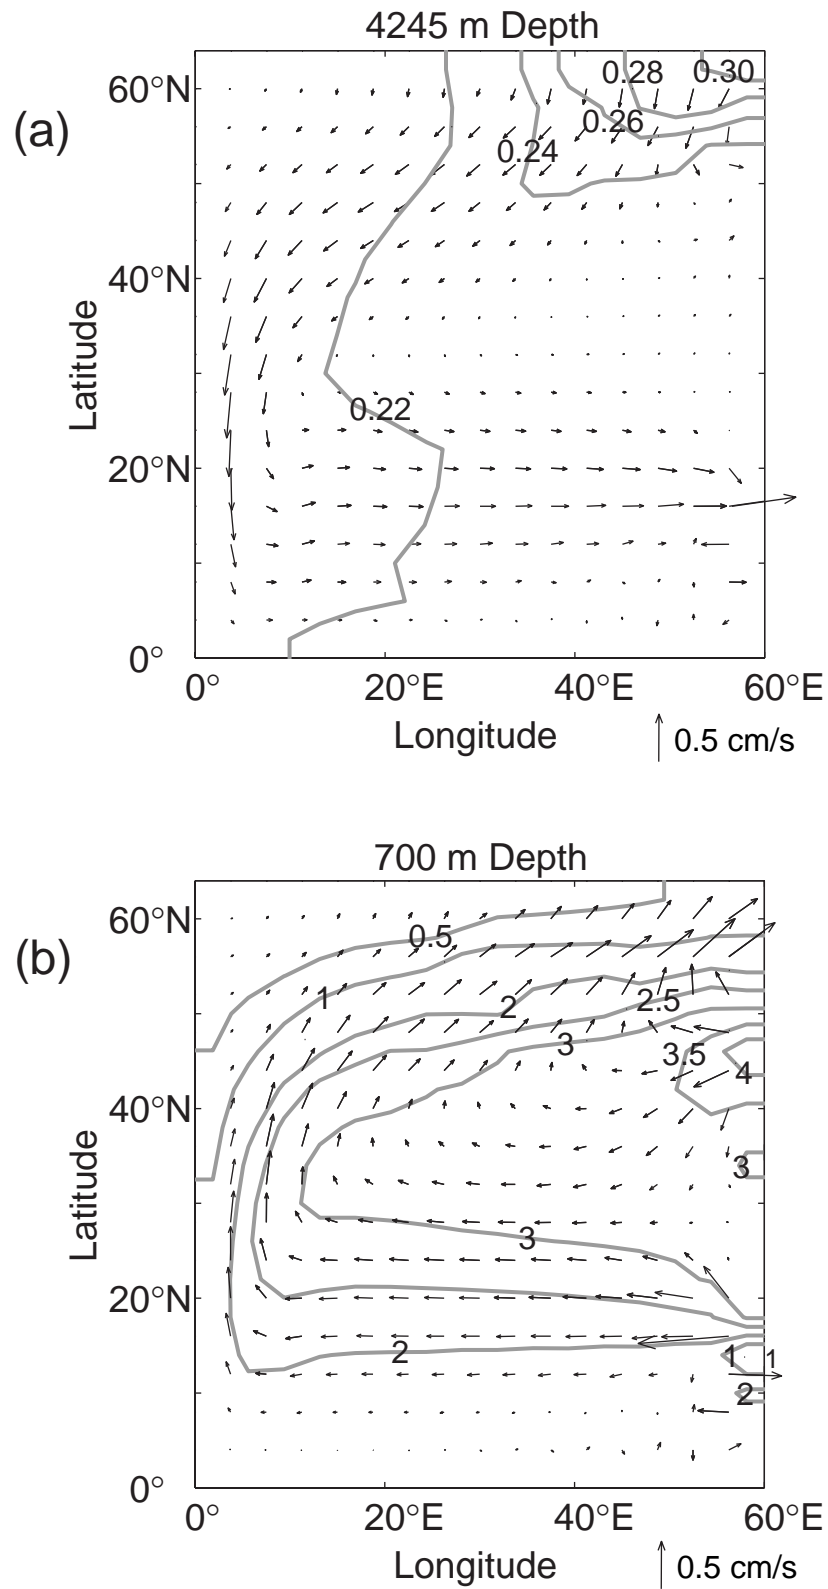 4245 m Depth
(a)
60°N
40°N
20°N
0°
Latitude
0.28
0.30
0.26
0.24
0.22
0°
20°E
40°E
60°E
Longitude
0.5 cm/s
700 m Depth
(b)
60°N
40°N
20°N
0°
Latitude
0.5
1
2
2.5
3
3.5
4
3
3
2
1
1
2
0°
20°E
40°E
60°E
Longitude
0.5 cm/s